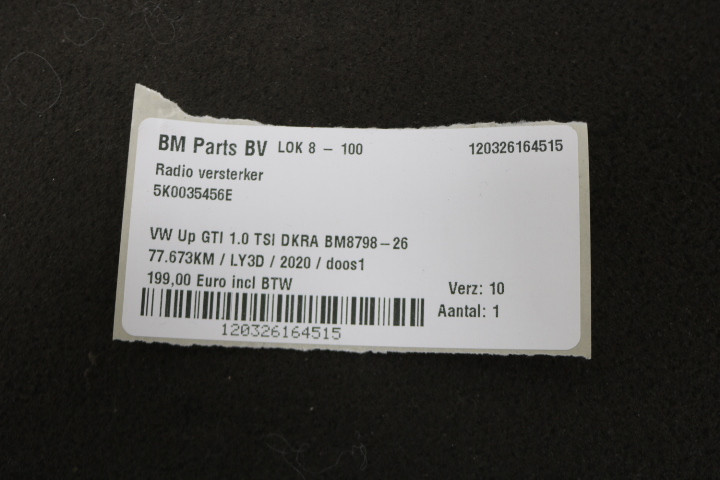 BM Parts BV LOK 8 - 100 120326164515
Radio versterker
5K0035456E
VW Up GTI 1.0 TSI DKRA BM8798-26
77.673KM / LY3D / 2020 / doos1
199,00 Euro incl BTW
Verz: 10
Aantal: 1
120326164515